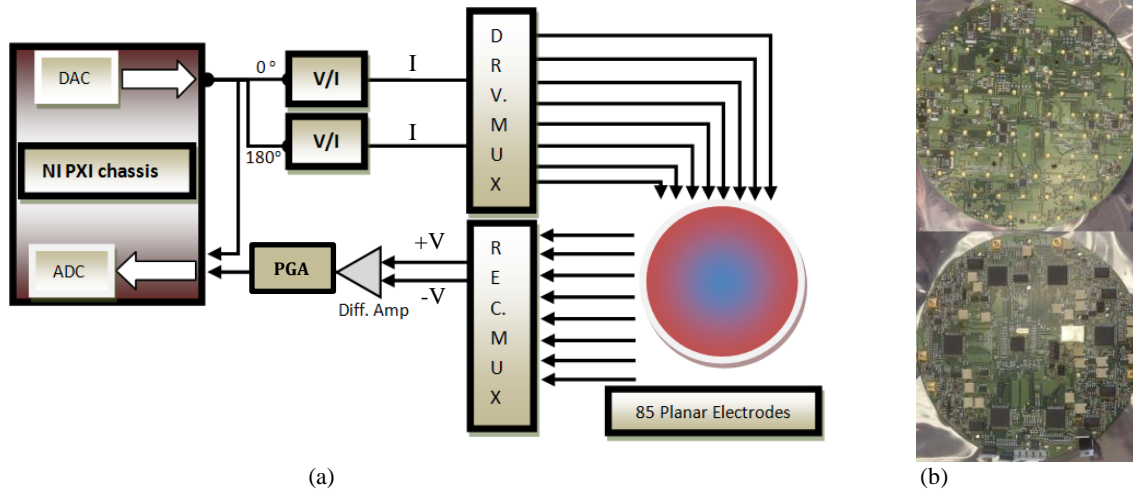 DAC
NI PXI chassis
ADC
0°
180°
V/I
V/I
I
I
D
R
V.
M
U
X
R
E
C.
M
U
X
+V
-V
PGA
Diff. Amp
85 Planar Electrodes
(a)
(b)